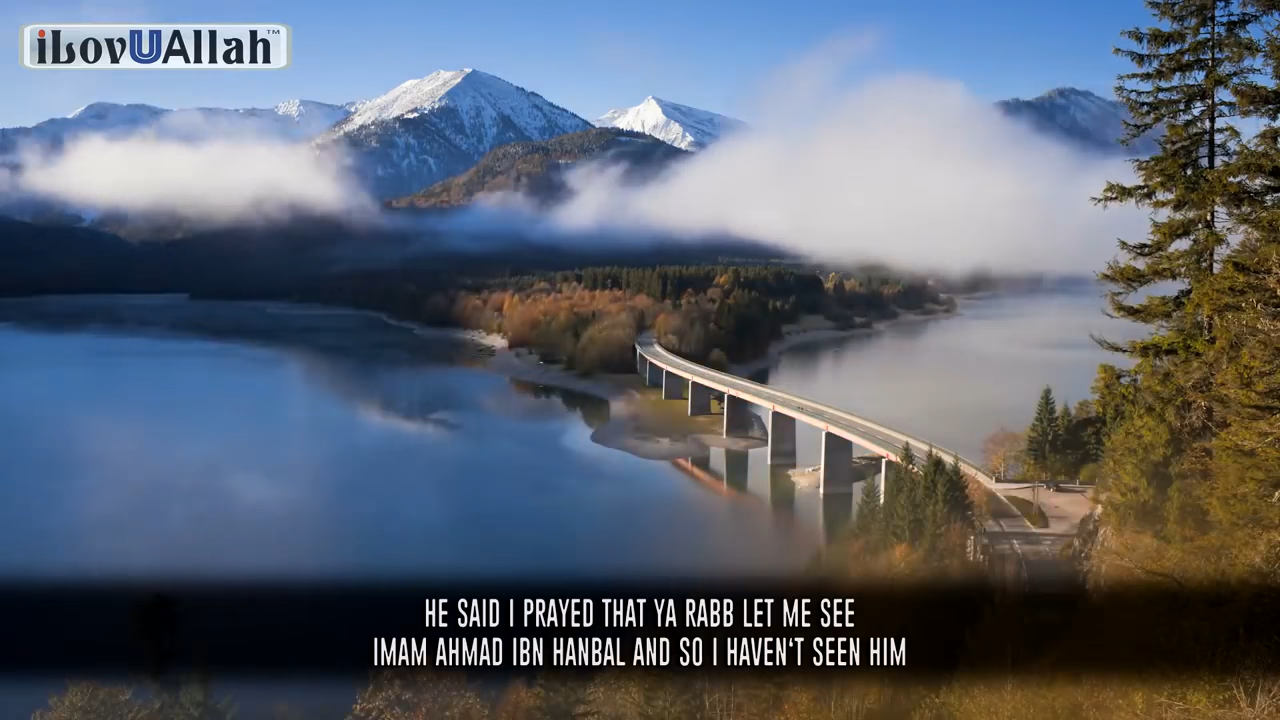 iLovUAllah™
HE SAID I PRAYED THAT YA RABB LET ME SEE
IMAM AHMAD IBN HANBAL AND SO I HAVEN'T SEEN HIM